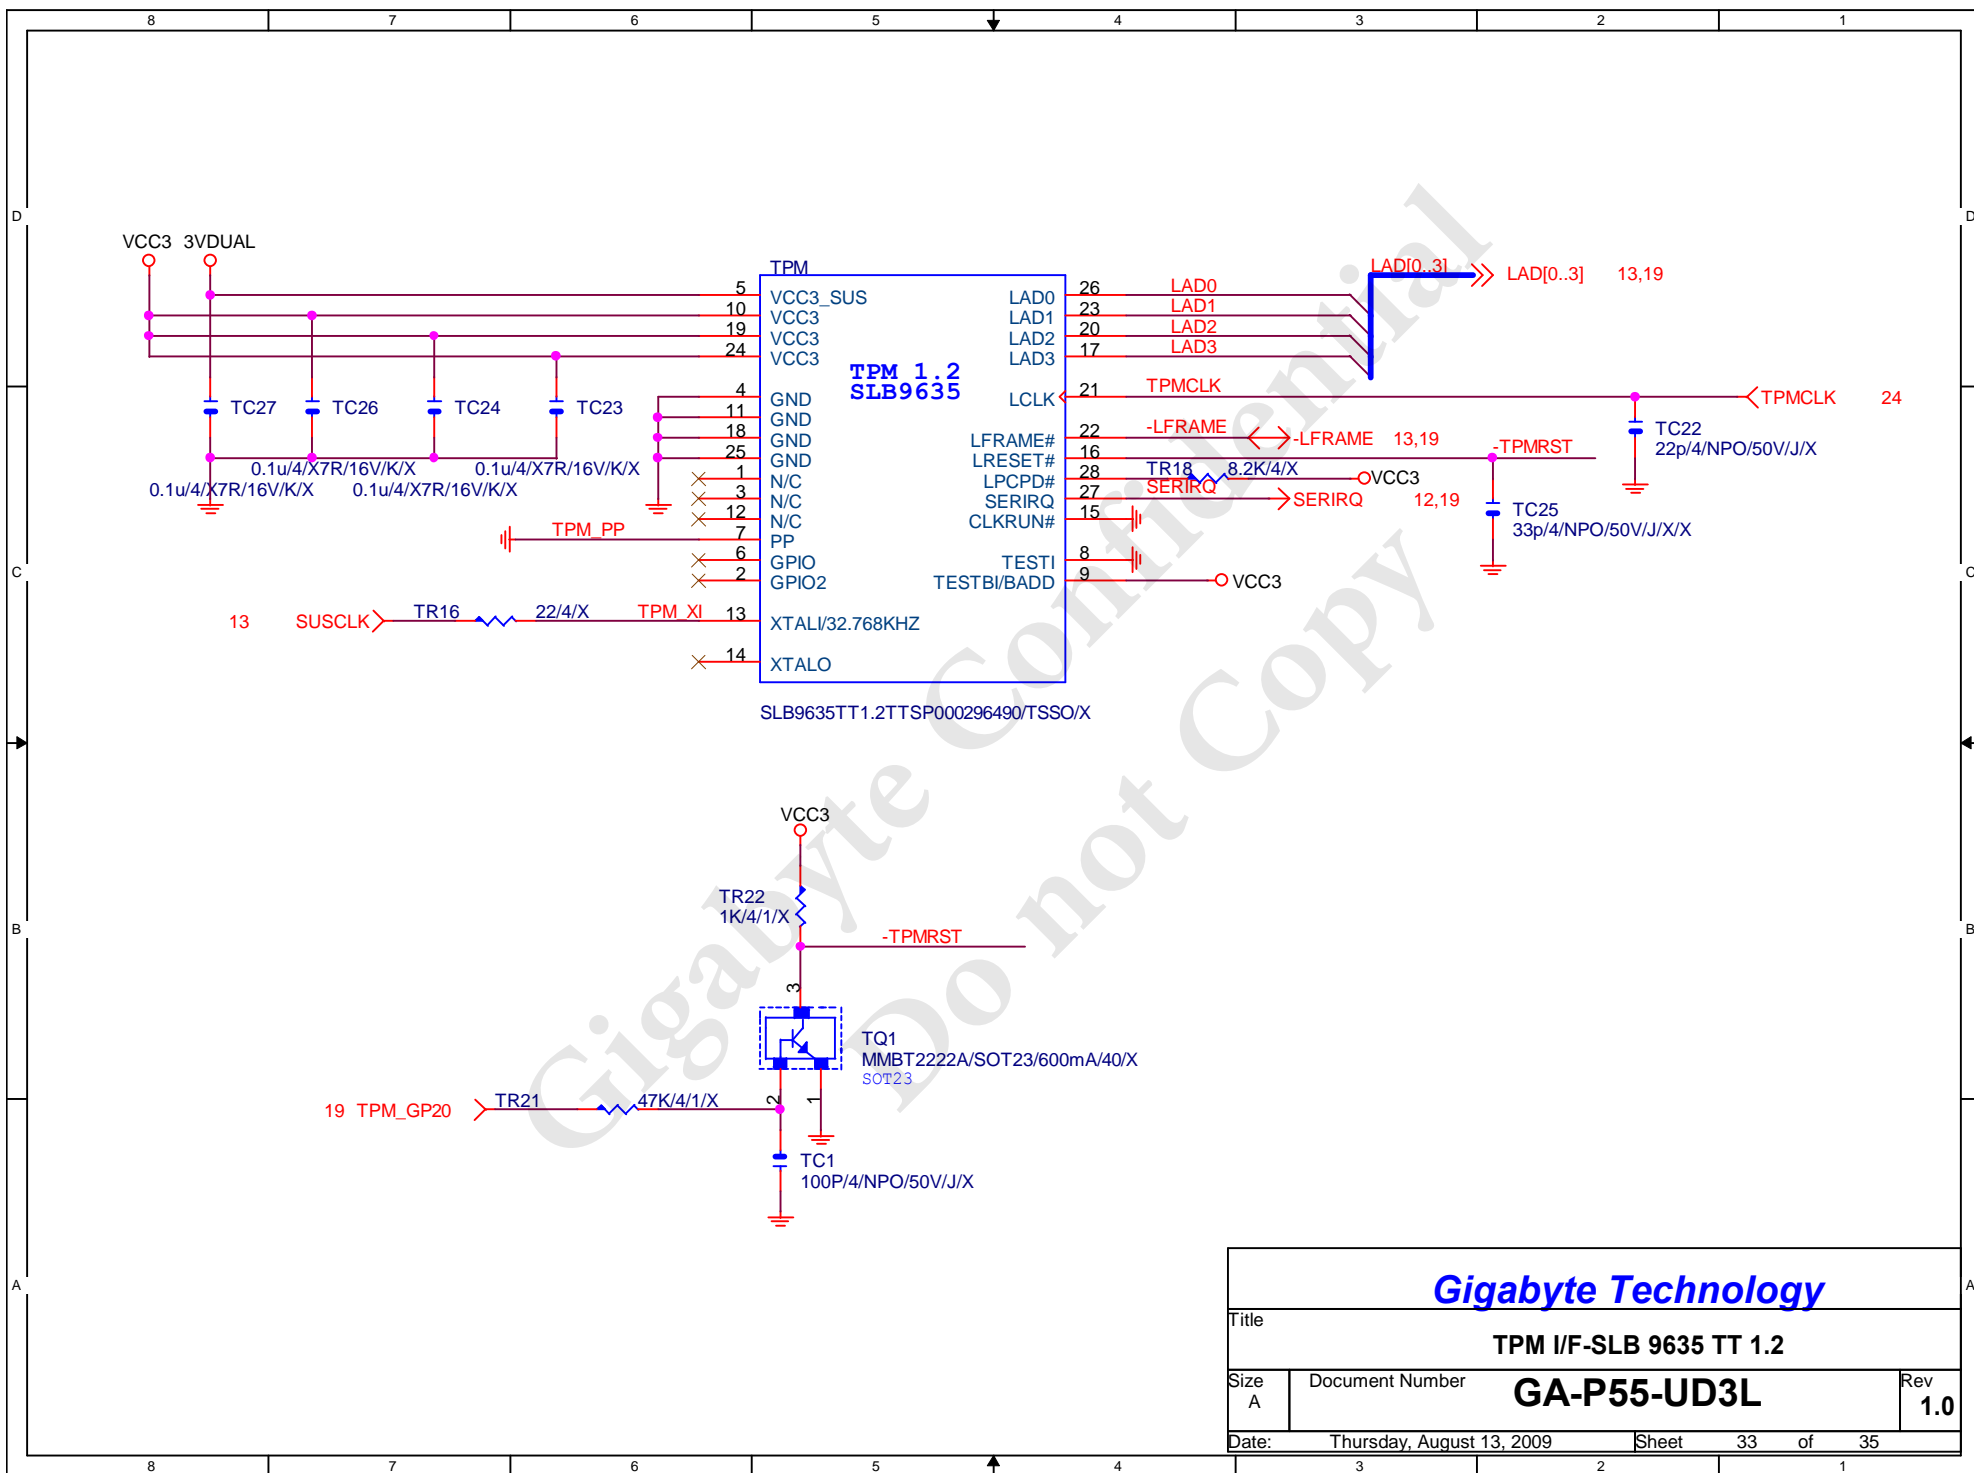 8 7 6 5 4 3 2 1
D D
VCC3 3VDUAL
TPM
5 VCC3_SUS
10 VCC3
19 VCC3
24 VCC3
4 GND
11 GND
18 GND
25 GND
1 N/C
3 N/C
12 N/C
TPM_PP 7 PP
6 GPIO
2 GPIO2
13 SUSCLK TR16 22/4/X TPM_XI 13 XTALI/32.768KHZ
14 XTALO
TPM 1.2
SLB9635
LAD0 26 LAD0
LAD1 23 LAD1
LAD2 20 LAD2
LAD3 17 LAD3
LAD[0..3] LAD[0..3] 13,19
LCLK 21 TPMCLK TPMCLK 24
LFRAME# 22 -LFRAME -LFRAME 13,19
LRESET# 16 -TPMRST
LPCPD# 28 TR18 8.2K/4/X VCC3
SERIRQ 27 SERIRQ SERIRQ 12,19
CLKRUN# 15
TESTI 8
TESTBI/BADD 9 VCC3
TC22
22p/4/NPO/50V/J/X
TC25
33p/4/NPO/50V/J/X/X
TC27 TC26 TC24 TC23
0.1u/4/X7R/16V/K/X 0.1u/4/X7R/16V/K/X
0.1u/4/X7R/16V/K/X 0.1u/4/X7R/16V/K/X
SLB9635TT1.2TTSP000296490/TSSO/X
C C
VCC3
TR22
1K/4/1/X
-TPMRST
3
TQ1
MMBT2222A/SOT23/600mA/40/X
SOT23
2 1
19 TPM_GP20 TR21 47K/4/1/X
TC1
100P/4/NPO/50V/J/X
B B
Gigabyte Confidential
Do not Copy
A A
Gigabyte Technology
Title
TPM I/F-SLB 9635 TT 1.2
Size
A
Document Number
GA-P55-UD3L
Rev
1.0
Date: Thursday, August 13, 2009 Sheet 33 of 35
8 7 6 5 4 3 2 1